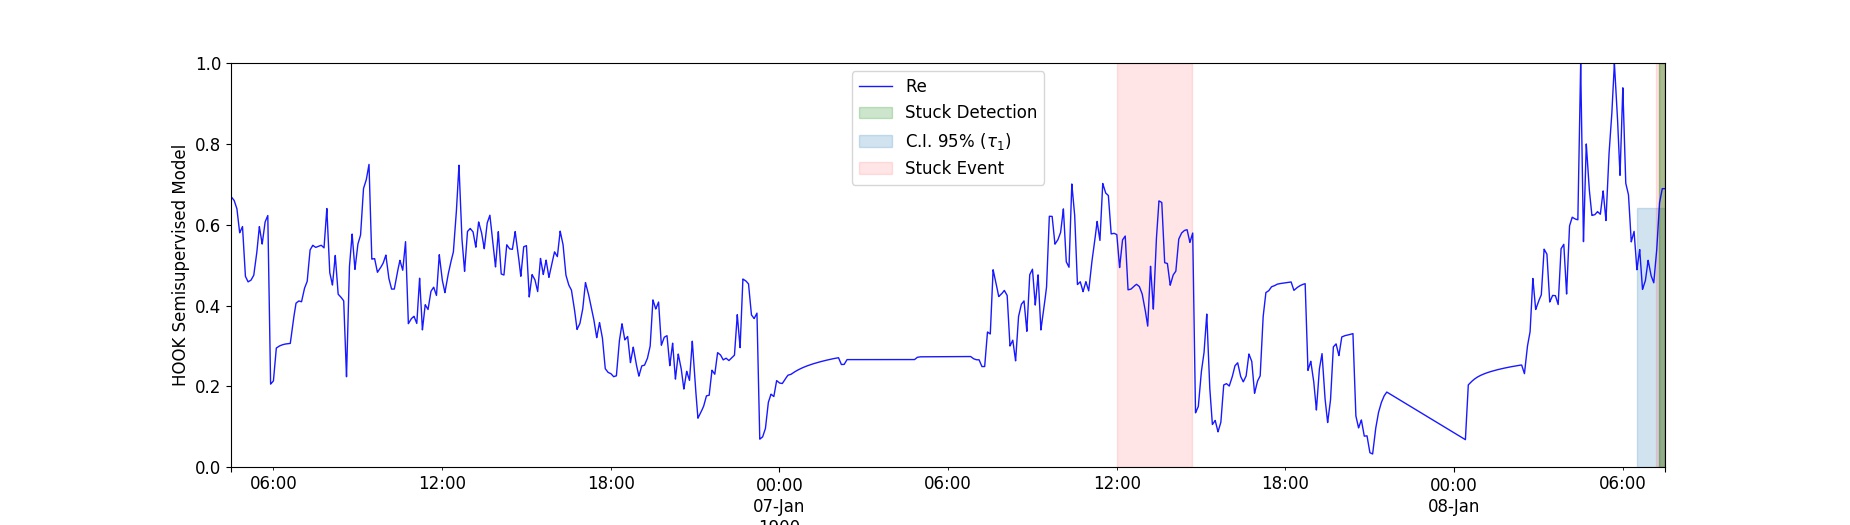 HOOK Semisupervised Model
1.0
0.8
0.6
0.4
0.2
0.0
Re
Stuck Detection
C.I. 95% (τ₁)
Stuck Event
06:00
12:00
18:00
00:00
07-Jan
1900
06:00
12:00
18:00
00:00
08-Jan
06:00